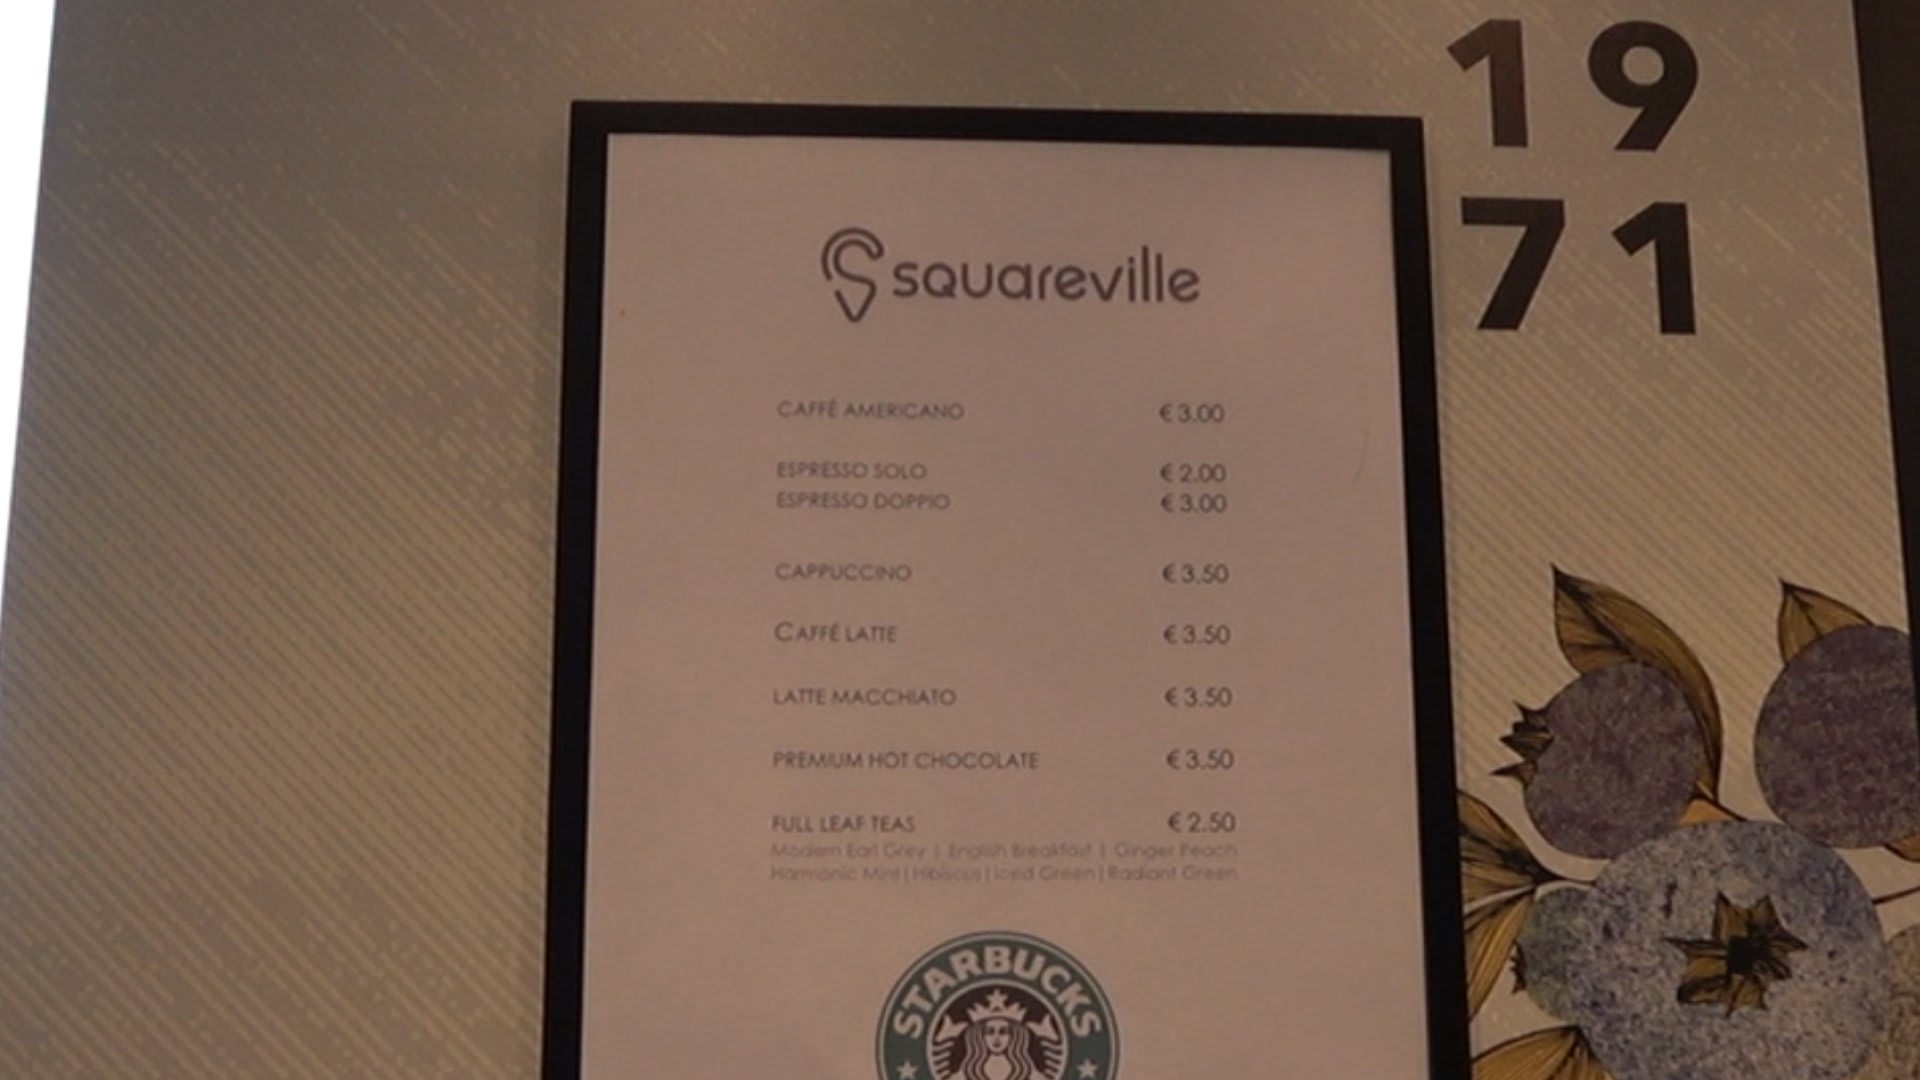 19
71
squareville
CAFFÉ AMERICANO € 3.00
ESPRESSO SOLO € 2.00
ESPRESSO DOPPIO € 3.00
CAPPUCCINO € 3.50
CAFFÉ LATTE € 3.50
LATTE MACCHIATO € 3.50
PREMIUM HOT CHOCOLATE € 3.50
FULL LEAF TEAS € 2.50
Modern Earl Grey | English Breakfast | Ginger Peach
Harmonic Mint | Hibiscus | Iced Green | Radiant Green
STARBUCKS